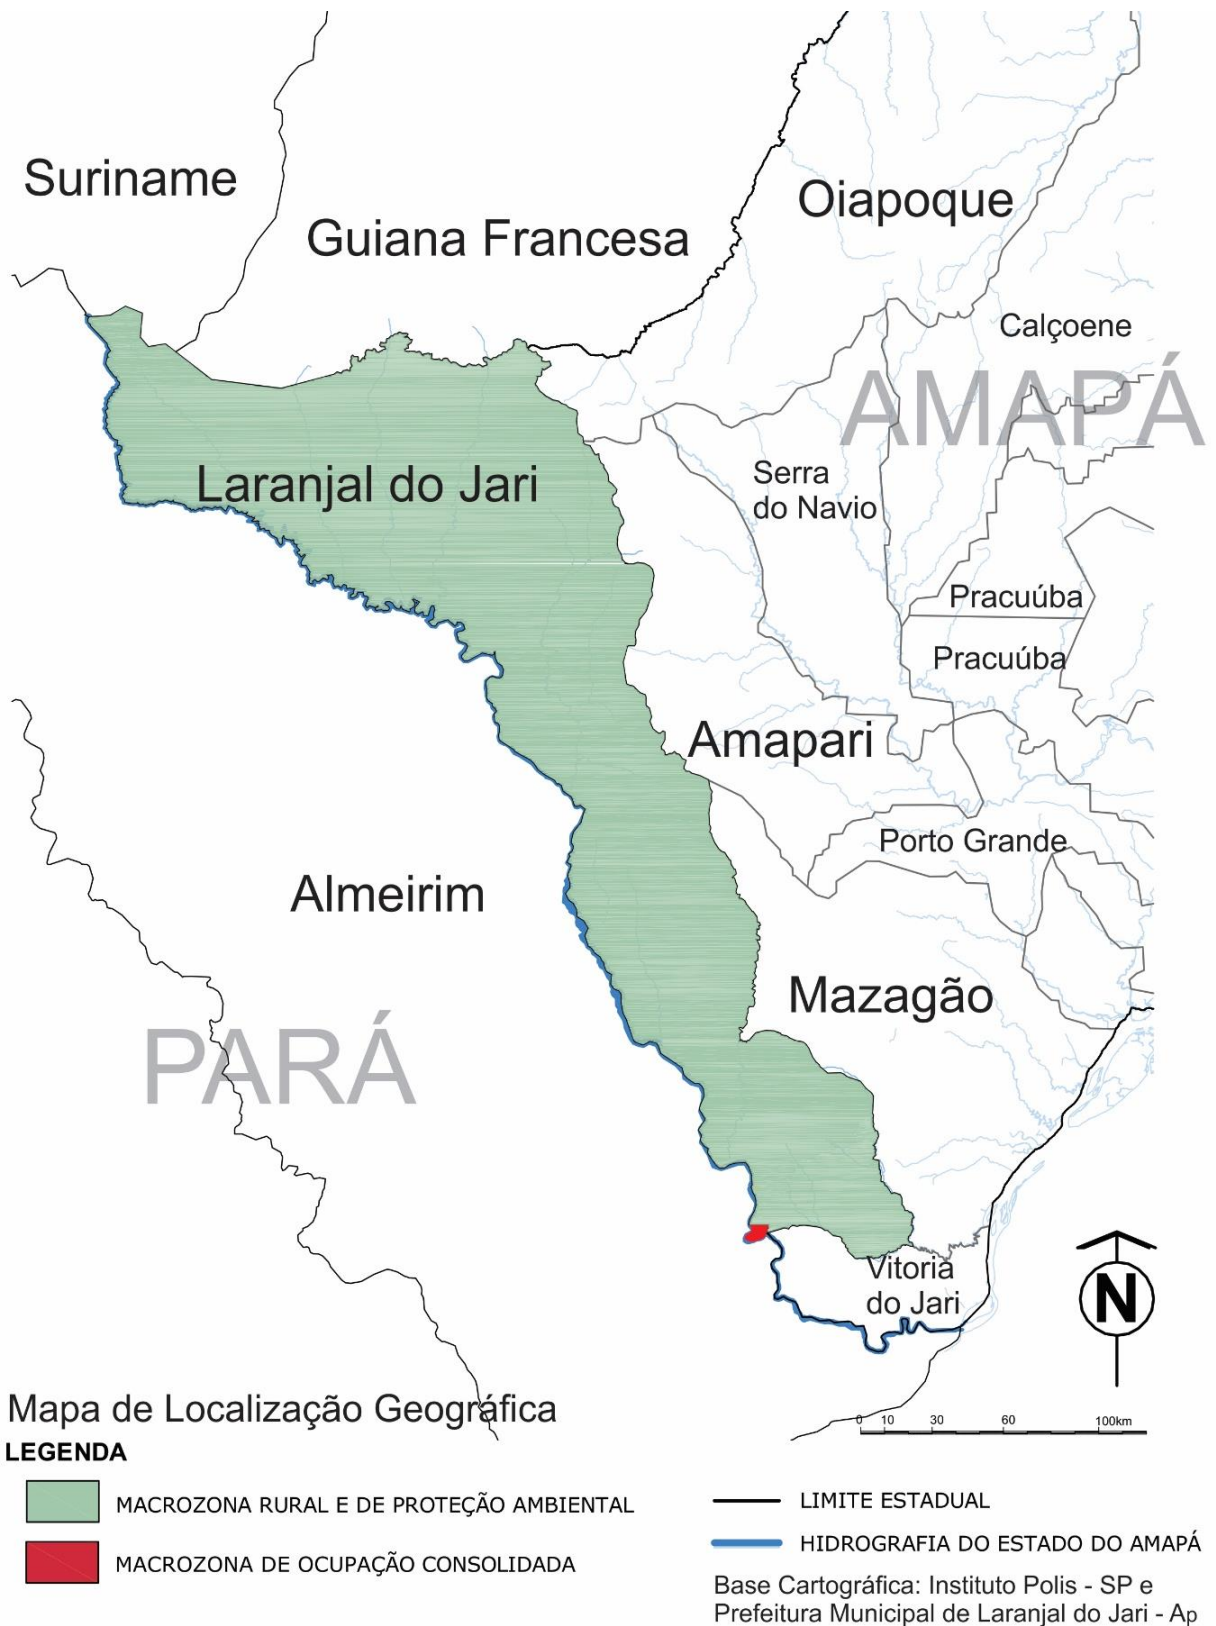 Suriname
Guiana Francesa
Oiapoque
Calçoene
AMAPÁ
Laranjal do Jari
Serra
do Navio
Pracuúba
Pracuúba
Amapari
Porto Grande
Almeirim
Mazagão
PARÁ
Vitoria
do Jari
N
Mapa de Localização Geográfica
0 10 30 60 100km
LEGENDA
MACROZONA RURAL E DE PROTEÇÃO AMBIENTAL
MACROZONA DE OCUPAÇÃO CONSOLIDADA
LIMITE ESTADUAL
HIDROGRAFIA DO ESTADO DO AMAPÁ
Base Cartográfica: Instituto Polis - SP e
Prefeitura Municipal de Laranjal do Jari - Ap